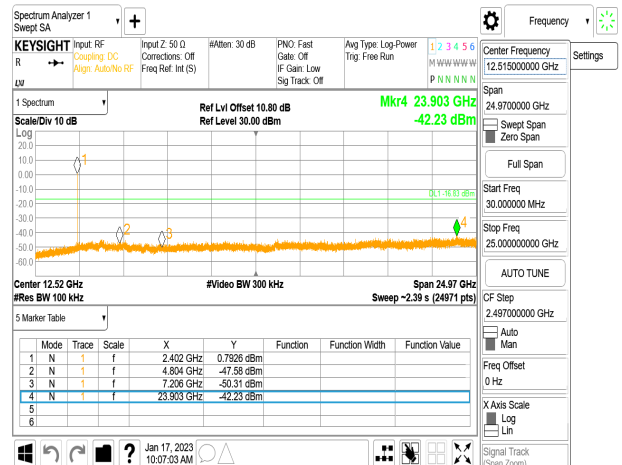 Spectrum Analyzer 1
Swept SA
Frequency
KEYSIGHT
R
Input: RF
Coupling: DC
Align: Auto/No RF
Input Z: 50 Ω
Corrections: Off
Freq Ref: Int (S)
#Atten: 30 dB
PNO: Fast
Gate: Off
IF Gain: Low
Sig Track: Off
Avg Type: Log-Power
Trig: Free Run
1 2 3 4 5 6
M W W W W W
P N N N N N
1 Spectrum
Scale/Div 10 dB
Ref Lvl Offset 10.80 dB
Ref Level 30.00 dBm
Mkr4 23.903 GHz
-42.23 dBm
Log
20.0
10.0
0.00
-10.0
-20.0
-30.0
-40.0
-50.0
-60.0
1
2
3
4
Center 12.52 GHz
#Res BW 100 kHz
#Video BW 300 kHz
Span 24.97 GHz
Sweep ~2.39 s (24971 pts)
5 Marker Table
Mode Trace Scale X Y Function Function Width Function Value
1 N 1 f 2.402 GHz 0.7926 dBm
2 N 1 f 4.804 GHz -47.58 dBm
3 N 1 f 7.206 GHz -50.31 dBm
4 N 1 f 23.903 GHz -42.23 dBm
5
6
?
Jan 17, 2023
10:07:03 AM
Center Frequency
12.515000000 GHz
Settings
Span
24.9700000 GHz
Swept Span
Zero Span
Full Span
Start Freq
30.000000 MHz
Stop Freq
25.000000000 GHz
AUTO TUNE
CF Step
2.497000000 GHz
Auto
Man
Freq Offset
0 Hz
X Axis Scale
Log
Lin
Signal Track
(Span Zoom)